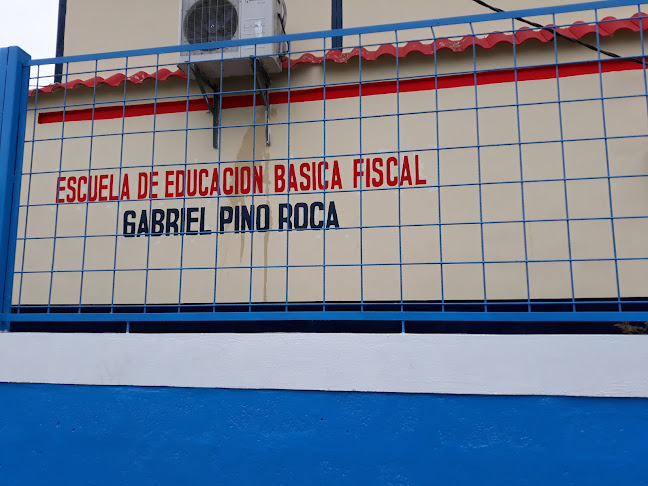 ESCUELA DE EDUCACION BASICA FISCAL
GABRIEL PINO ROCA